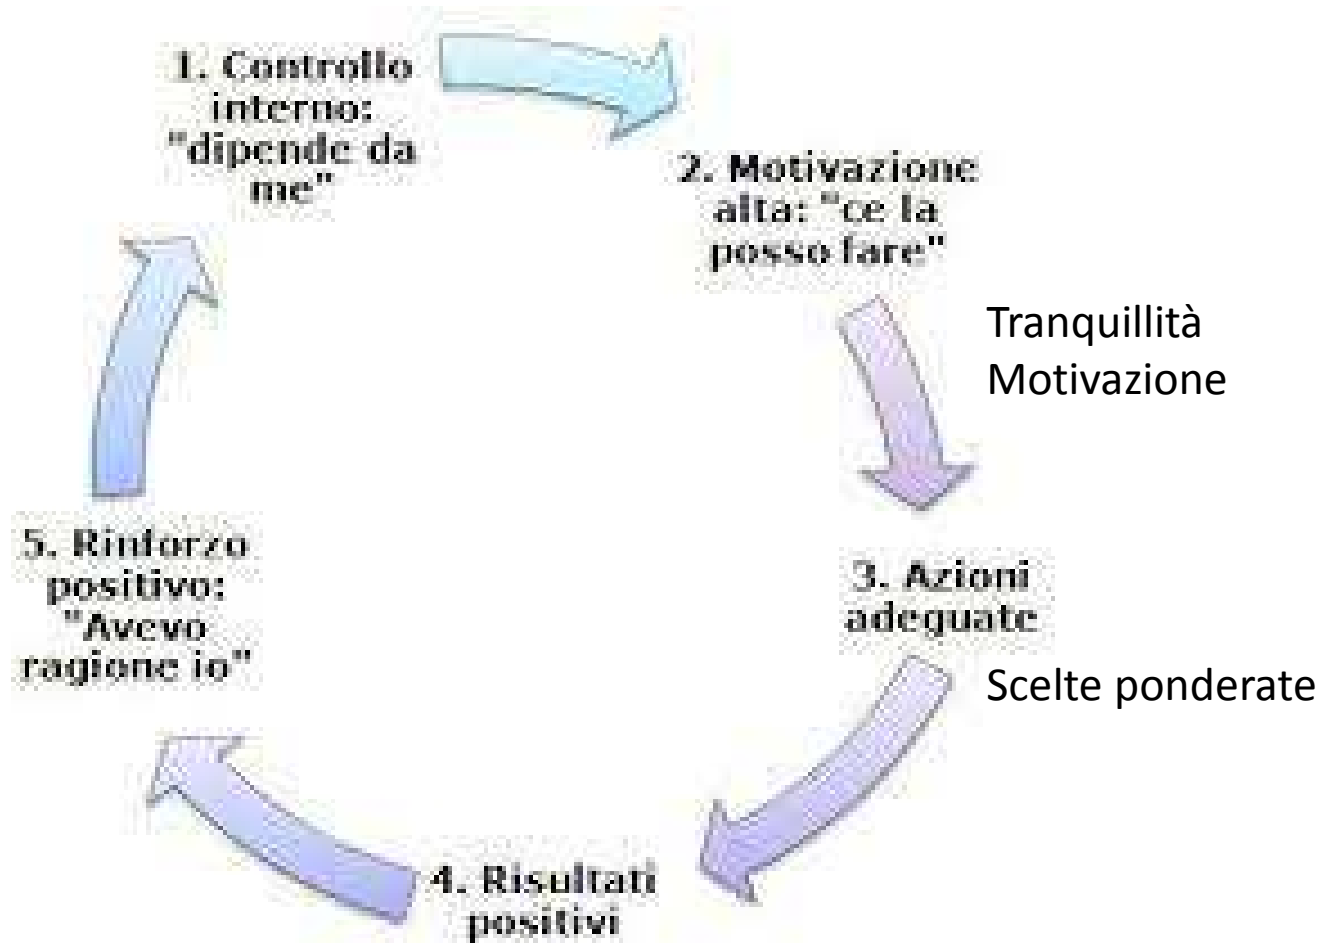 1. Controllo
interno:
"dipende da
me"
2. Motivazione
alta: "ce la
posso fare"
Tranquillità
Motivazione
3. Azioni
adeguate
Scelte ponderate
4. Risultati
positivi
5. Rinforzo
positivo:
"Avevo
ragione io"